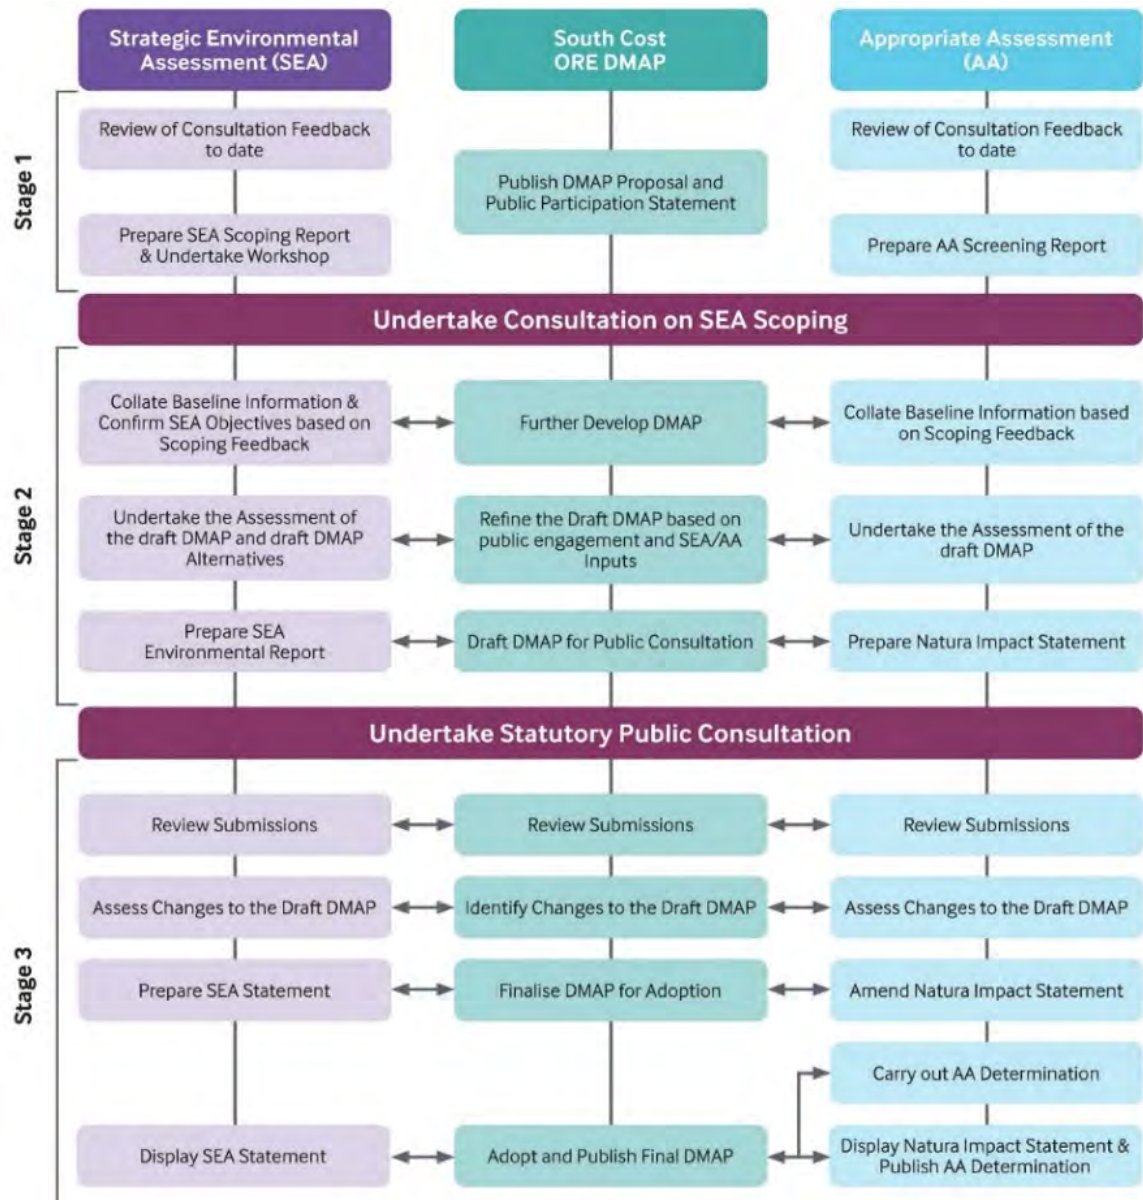 Strategic Environmental
Assessment (SEA)
South Cost
ORE DMAP
Appropriate Assessment
(AA)
Stage 1
Review of Consultation Feedback
to date
Publish DMAP Proposal and
Public Participation Statement
Review of Consultation Feedback
to date
Prepare SEA Scoping Report
& Undertake Workshop
Prepare AA Screening Report
Undertake Consultation on SEA Scoping
Stage 2
Collate Baseline Information &
Confirm SEA Objectives based on
Scoping Feedback
Further Develop DMAP
Collate Baseline Information based
on Scoping Feedback
Undertake the Assessment of
the draft DMAP and draft DMAP
Alternatives
Refine the Draft DMAP based on
public engagement and SEA/AA
Inputs
Undertake the Assessment of the
draft DMAP
Prepare SEA
Environmental Report
Draft DMAP for Public Consultation
Prepare Natura Impact Statement
Undertake Statutory Public Consultation
Stage 3
Review Submissions
Review Submissions
Review Submissions
Assess Changes to the Draft DMAP
Identify Changes to the Draft DMAP
Assess Changes to the Draft DMAP
Prepare SEA Statement
Finalise DMAP for Adoption
Amend Natura Impact Statement
Carry out AA Determination
Display SEA Statement
Adopt and Publish Final DMAP
Display Natura Impact Statement &
Publish AA Determination